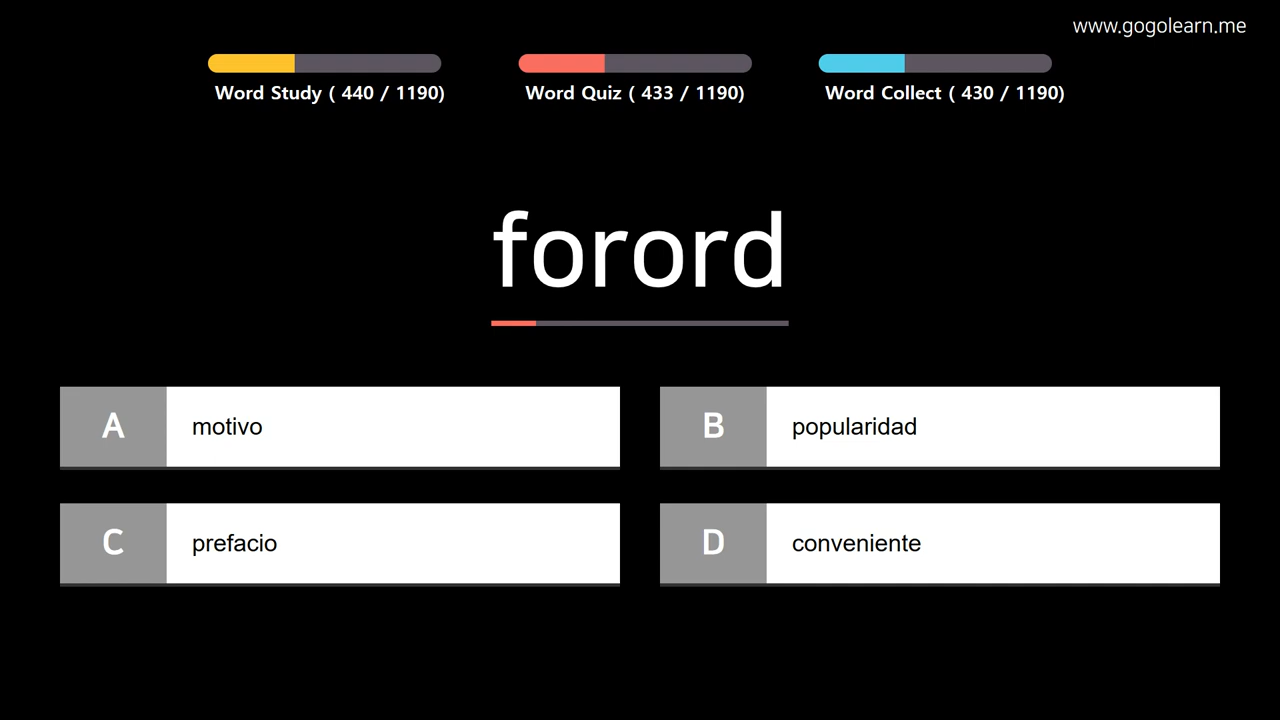 www.gogolearn.me
Word Study ( 440 / 1190)
Word Quiz ( 433 / 1190)
Word Collect ( 430 / 1190)
forord
A motivo
B popularidad
C prefacio
D conveniente